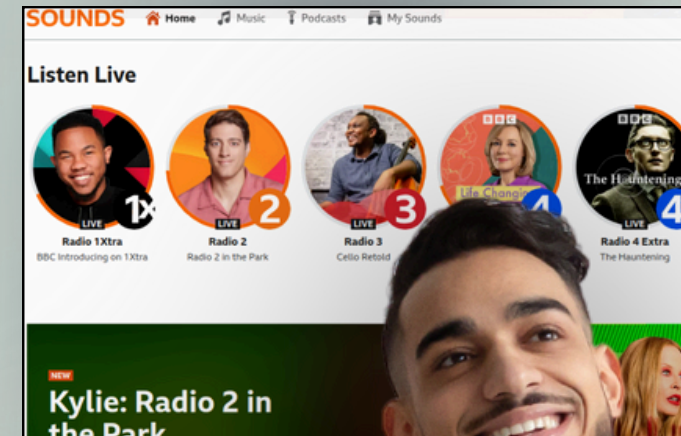 SOUNDS Home Music Podcasts My Sounds
Listen Live
LIVE 1X
Radio 1Xtra
BBC Introducing on 1Xtra
LIVE 2
Radio 2
Radio 2 in the Park
LIVE 3
Radio 3
Cello Retold
BBC
Life Changing
LIVE 4
BBC
The Hauntening
LIVE 4
Radio 4 Extra
The Hauntening
NEW
Kylie: Radio 2 in
the Park